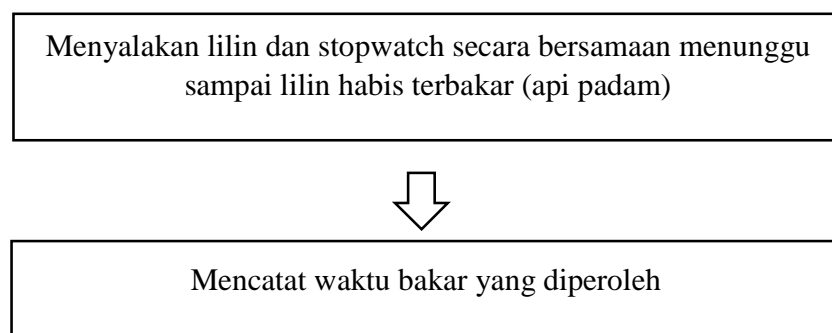 Menyalakan lilin dan stopwatch secara bersamaan menunggu
sampai lilin habis terbakar (api padam)
Mencatat waktu bakar yang diperoleh